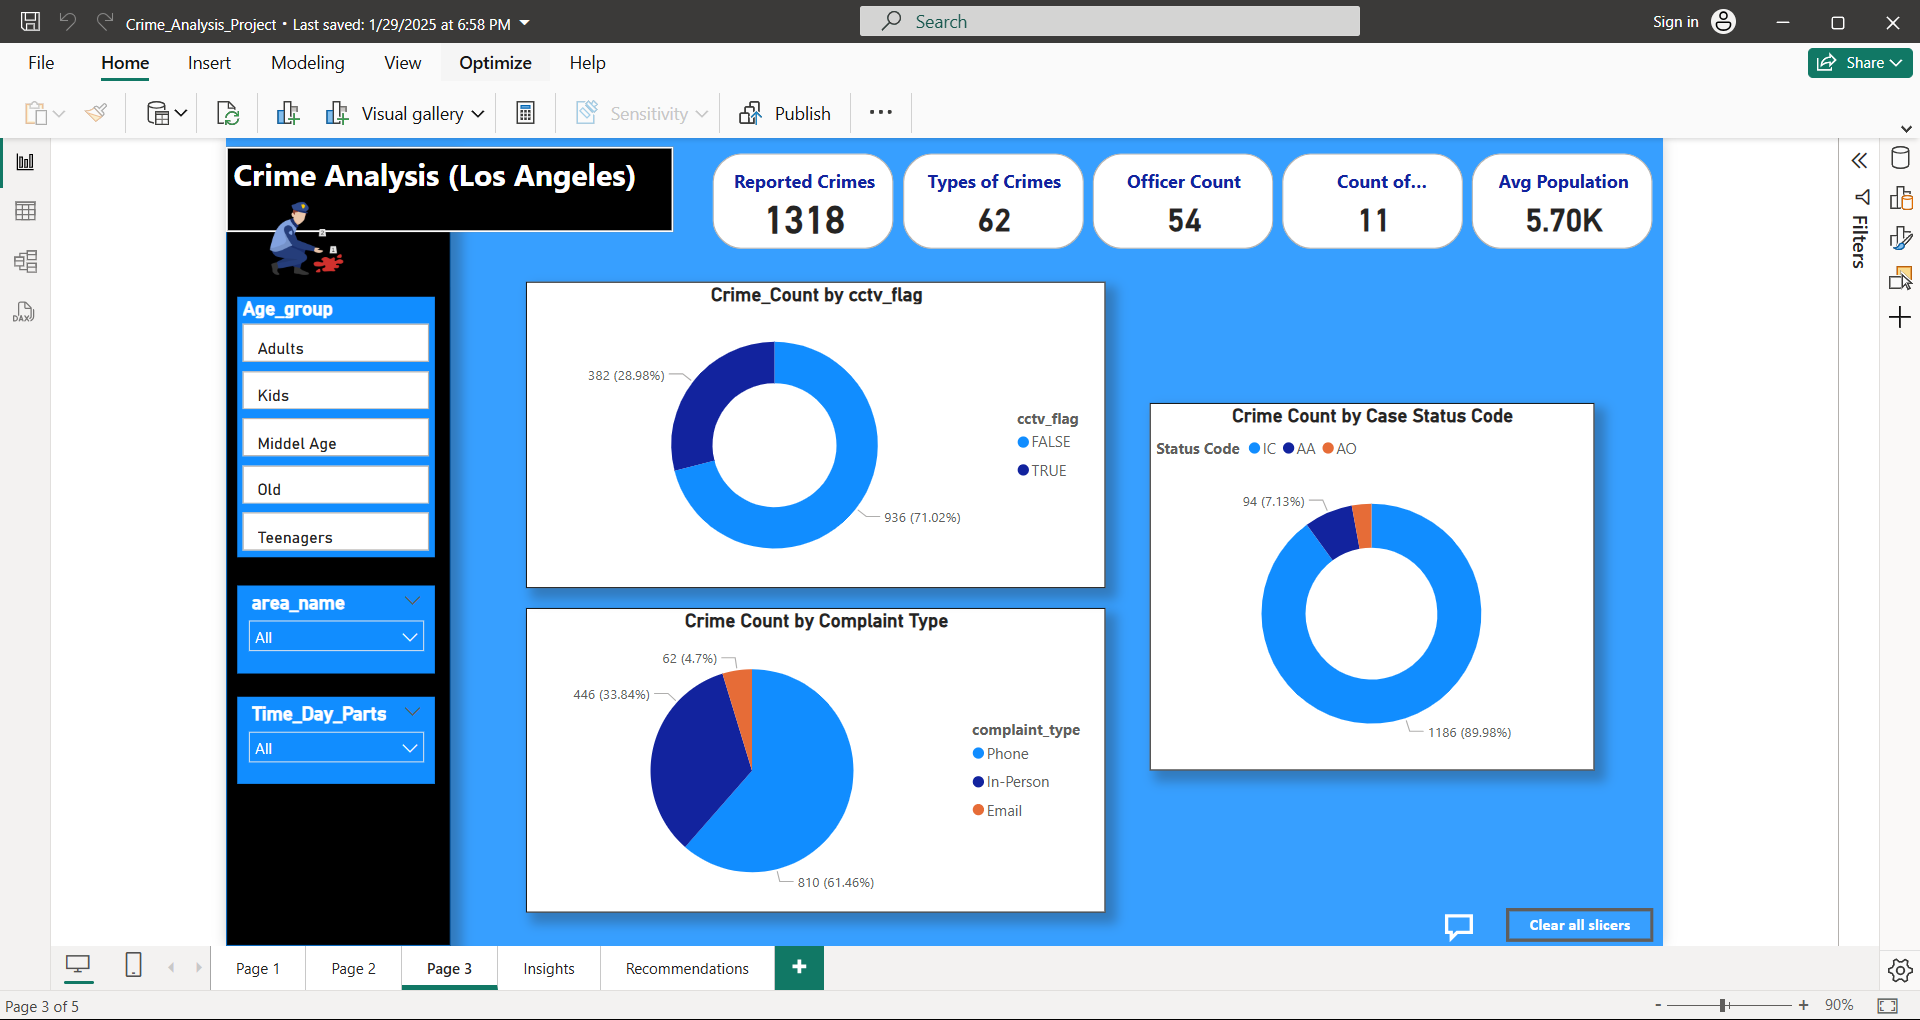 Crime_Analysis_Project • Last saved: 1/29/2025 at 6:58 PM
Search
Sign in
File
Home
Insert
Modeling
View
Optimize
Help
Share
Visual gallery
Sensitivity
Publish
DAX
Crime Analysis (Los Angeles)
Reported Crimes
1318
Types of Crimes
62
Officer Count
54
Count of...
11
Avg Population
5.70K
Filters
Age_group
Adults
Kids
Middel Age
Old
Teenagers
area_name
All
Time_Day_Parts
All
Crime_Count by cctv_flag
382 (28.98%)
936 (71.02%)
cctv_flag
FALSE
TRUE
Crime Count by Complaint Type
62 (4.7%)
446 (33.84%)
810 (61.46%)
complaint_type
Phone
In-Person
Email
Crime Count by Case Status Code
Status Code IC AA AO
94 (7.13%)
1186 (89.98%)
Clear all slicers
Page 1
Page 2
Page 3
Insights
Recommendations
+
Page 3 of 5
- + 90%